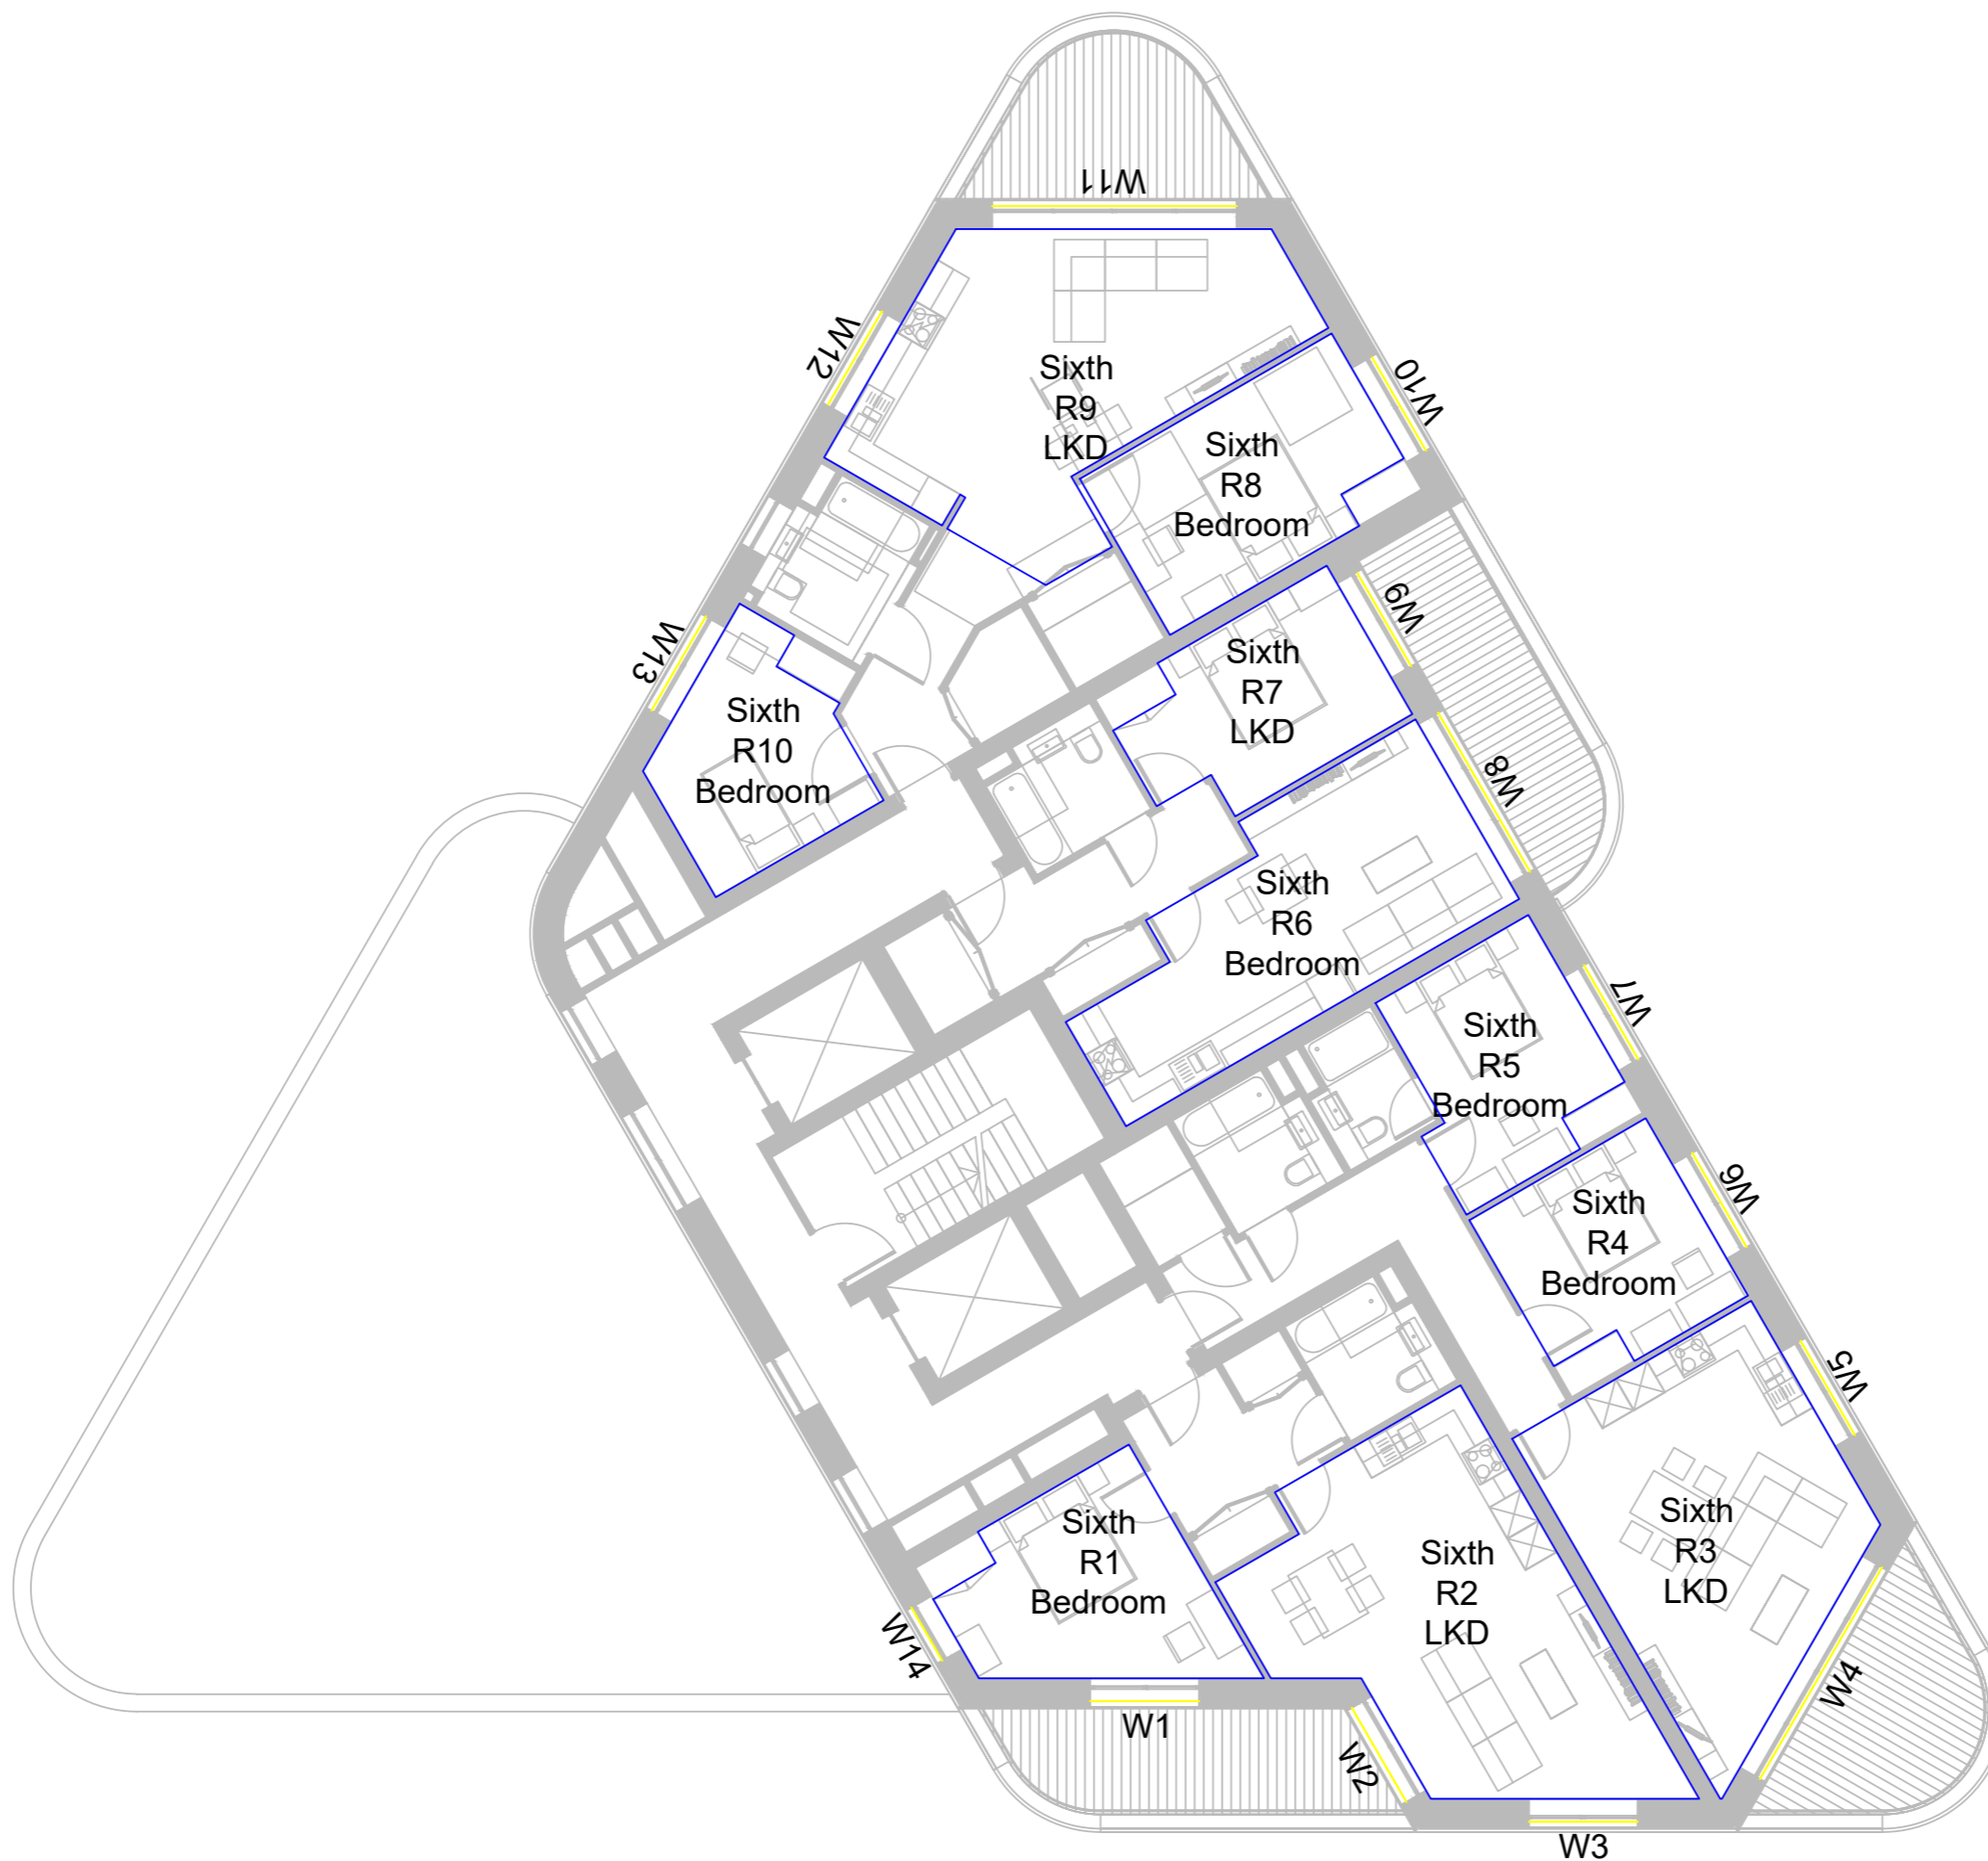 W11
W12
W10
Sixth
R9
LKD
Sixth
R8
Bedroom
W9
W13
Sixth
R7
LKD
Sixth
R10
Bedroom
W8
Sixth
R6
Bedroom
W7
Sixth
R5
Bedroom
W6
Sixth
R4
Bedroom
W5
Sixth
R3
LKD
Sixth
R1
Bedroom
Sixth
R2
LKD
W14
W4
W1
W2
W3